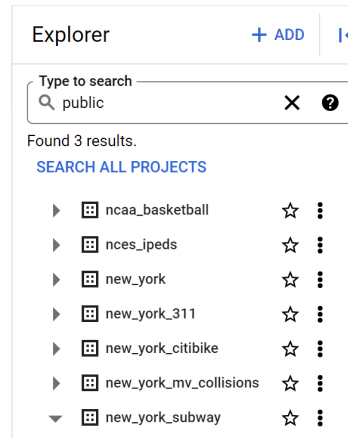 Explorer + ADD
Type to search
public
Found 3 results.
SEARCH ALL PROJECTS
ncaa_basketball
nces_ipeds
new_york
new_york_311
new_york_citibike
new_york_mv_collisions
new_york_subway